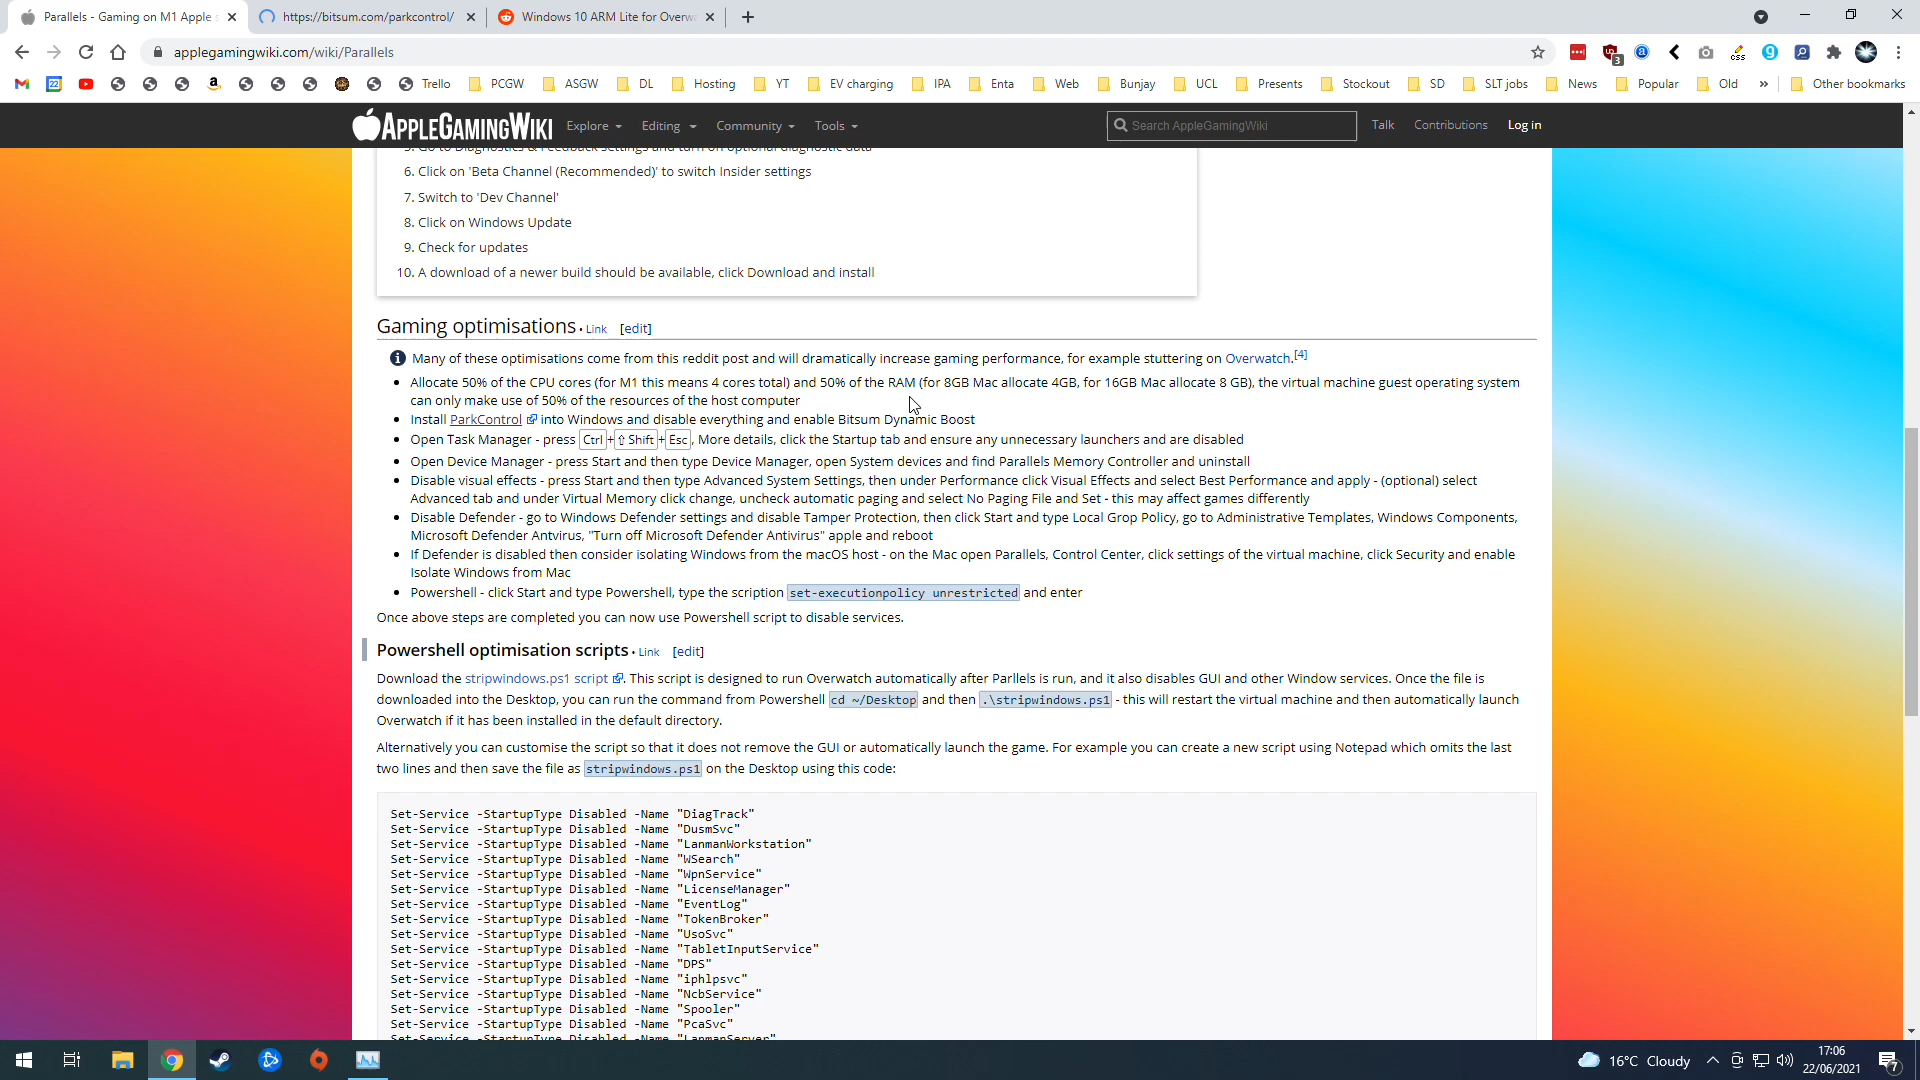 Parallels - Gaming on M1 Apple s
https://bitsum.com/parkcontrol/
Windows 10 ARM Lite for Overw
applegamingwiki.com/wiki/Parallels
3
22
Trello
PCGW
ASGW
DL
Hosting
YT
EV charging
IPA
Enta
Web
Bunjay
UCL
Presents
Stockout
SD
SLT jobs
News
Popular
Old
»
Other bookmarks
APPLEGAMINGWIKI
Explore
Editing
Community
Tools
Search AppleGamingWiki
Talk
Contributions
Log in
5. Go to Diagnostics & Feedback settings and turn on optional diagnostic data
6. Click on 'Beta Channel (Recommended)' to switch Insider settings
7. Switch to 'Dev Channel'
8. Click on Windows Update
9. Check for updates
10. A download of a newer build should be available, click Download and install
Gaming optimisations • Link [edit]
Many of these optimisations come from this reddit post and will dramatically increase gaming performance, for example stuttering on Overwatch.[4]
• Allocate 50% of the CPU cores (for M1 this means 4 cores total) and 50% of the RAM (for 8GB Mac allocate 4GB, for 16GB Mac allocate 8 GB), the virtual machine guest operating system
can only make use of 50% of the resources of the host computer
• Install ParkControl into Windows and disable everything and enable Bitsum Dynamic Boost
• Open Task Manager - press Ctrl+⇧ Shift+Esc, More details, click the Startup tab and ensure any unnecessary launchers and are disabled
• Open Device Manager - press Start and then type Device Manager, open System devices and find Parallels Memory Controller and uninstall
• Disable visual effects - press Start and then type Advanced System Settings, then under Performance click Visual Effects and select Best Performance and apply - (optional) select
Advanced tab and under Virtual Memory click change, uncheck automatic paging and select No Paging File and Set - this may affect games differently
• Disable Defender - go to Windows Defender settings and disable Tamper Protection, then click Start and type Local Grop Policy, go to Administrative Templates, Windows Components,
Microsoft Defender Antvirus, "Turn off Microsoft Defender Antivirus" apple and reboot
• If Defender is disabled then consider isolating Windows from the macOS host - on the Mac open Parallels, Control Center, click settings of the virtual machine, click Security and enable
Isolate Windows from Mac
• Powershell - click Start and type Powershell, type the scription set-executionpolicy unrestricted and enter
Once above steps are completed you can now use Powershell script to disable services.
Powershell optimisation scripts • Link [edit]
Download the stripwindows.ps1 script. This script is designed to run Overwatch automatically after Parllels is run, and it also disables GUI and other Window services. Once the file is
downloaded into the Desktop, you can run the command from Powershell cd ~/Desktop and then .\stripwindows.ps1 - this will restart the virtual machine and then automatically launch
Overwatch if it has been installed in the default directory.
Alternatively you can customise the script so that it does not remove the GUI or automatically launch the game. For example you can create a new script using Notepad which omits the last
two lines and then save the file as stripwindows.ps1 on the Desktop using this code:
Set-Service -StartupType Disabled -Name "DiagTrack"
Set-Service -StartupType Disabled -Name "DusmSvc"
Set-Service -StartupType Disabled -Name "LanmanWorkstation"
Set-Service -StartupType Disabled -Name "WSearch"
Set-Service -StartupType Disabled -Name "WpnService"
Set-Service -StartupType Disabled -Name "LicenseManager"
Set-Service -StartupType Disabled -Name "EventLog"
Set-Service -StartupType Disabled -Name "TokenBroker"
Set-Service -StartupType Disabled -Name "UsoSvc"
Set-Service -StartupType Disabled -Name "TabletInputService"
Set-Service -StartupType Disabled -Name "DPS"
Set-Service -StartupType Disabled -Name "iphlpsvc"
Set-Service -StartupType Disabled -Name "NcbService"
Set-Service -StartupType Disabled -Name "Spooler"
Set-Service -StartupType Disabled -Name "PcaSvc"
Set-Service -StartupType Disabled -Name "LanmanServer"
16°C Cloudy
17:06
22/06/2021
7